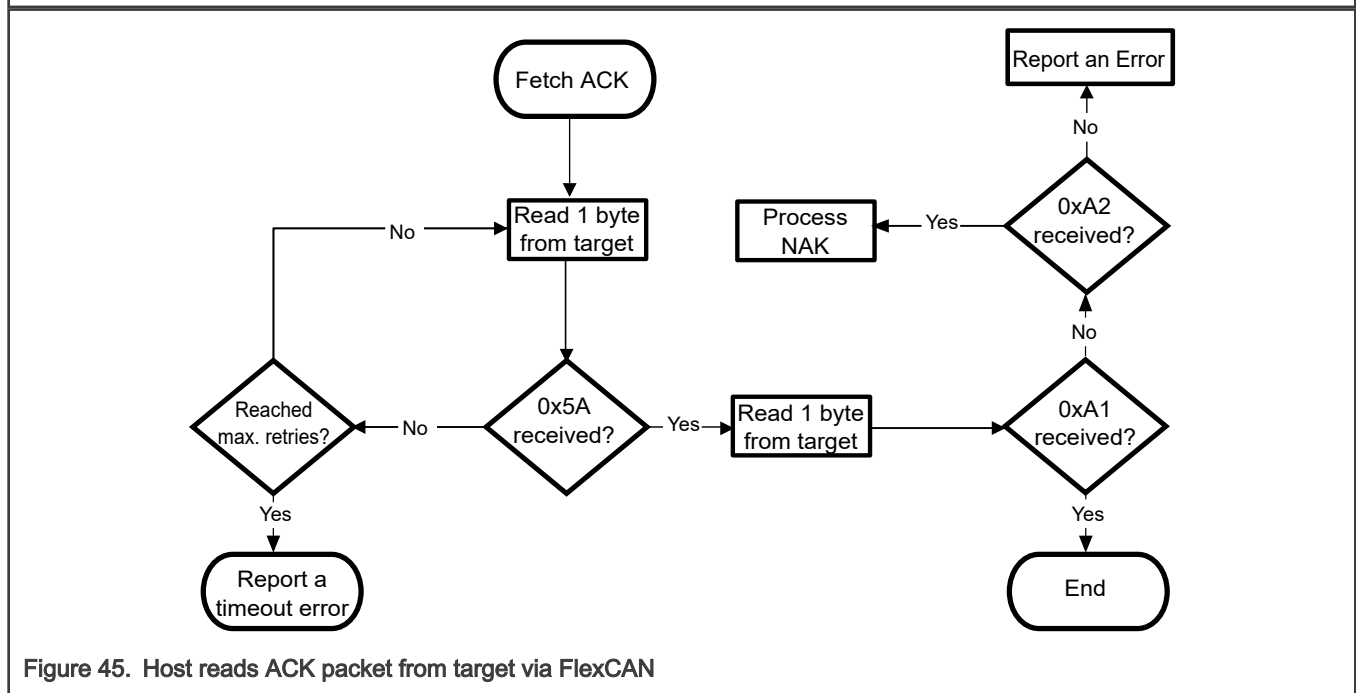 Fetch ACK
Report an Error
No
Read 1 byte
from target
No
Process
NAK
Yes
0xA2
received?
No
Reached
max. retries?
No
0x5A
received?
Yes
Read 1 byte
from target
0xA1
received?
Yes
Yes
Report a
timeout error
End
Figure 45. Host reads ACK packet from target via FlexCAN